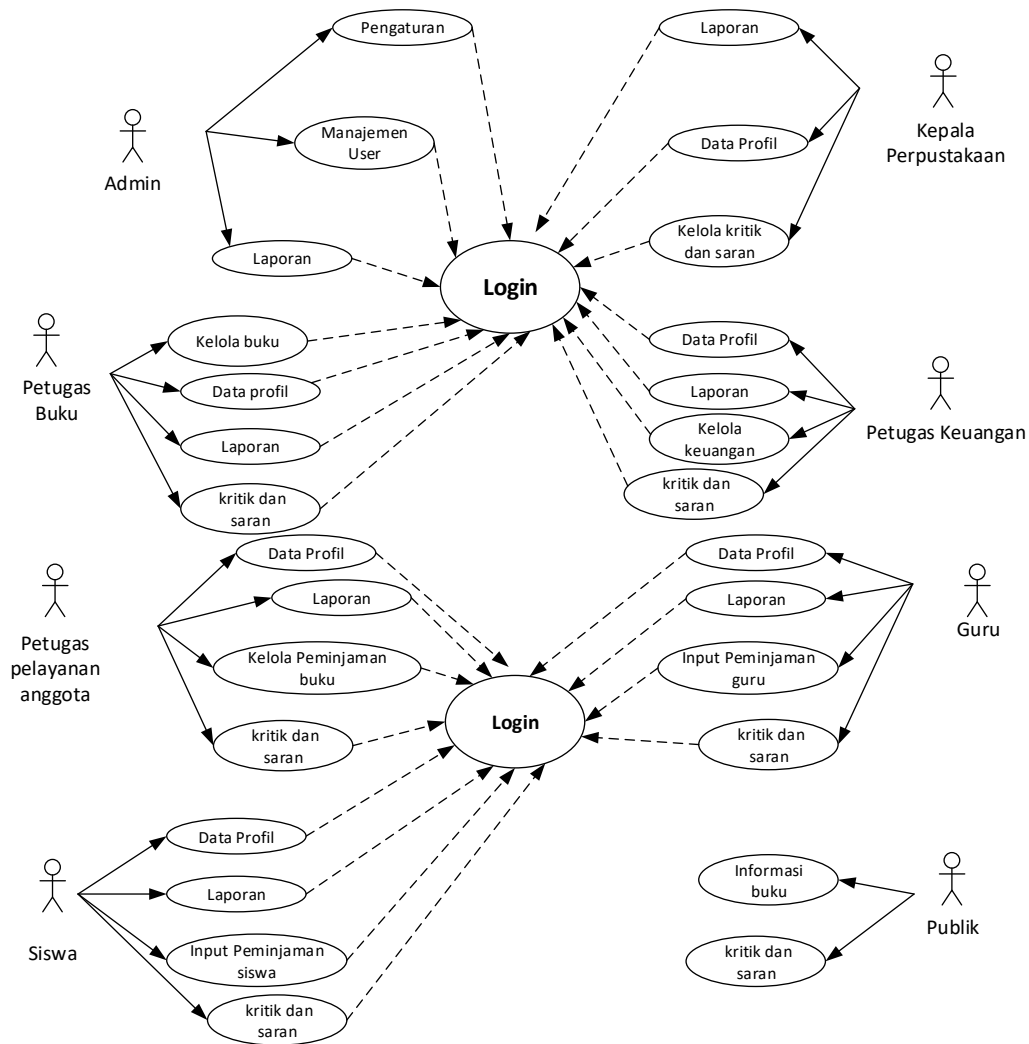 Pengaturan
Manajemen
User
Laporan
Admin
Laporan
Data Profil
Kelola kritik
dan saran
Kepala
Perpustakaan
Login
Kelola buku
Data profil
Laporan
kritik dan
saran
Petugas
Buku
Data Profil
Laporan
Kelola
keuangan
kritik dan
saran
Petugas Keuangan
Data Profil
Laporan
Kelola Peminjaman
buku
kritik dan
saran
Petugas
pelayanan
anggota
Login
Data Profil
Laporan
Input Peminjaman
guru
kritik dan
saran
Guru
Data Profil
Laporan
Input Peminjaman
siswa
kritik dan
saran
Siswa
Informasi
buku
kritik dan
saran
Publik